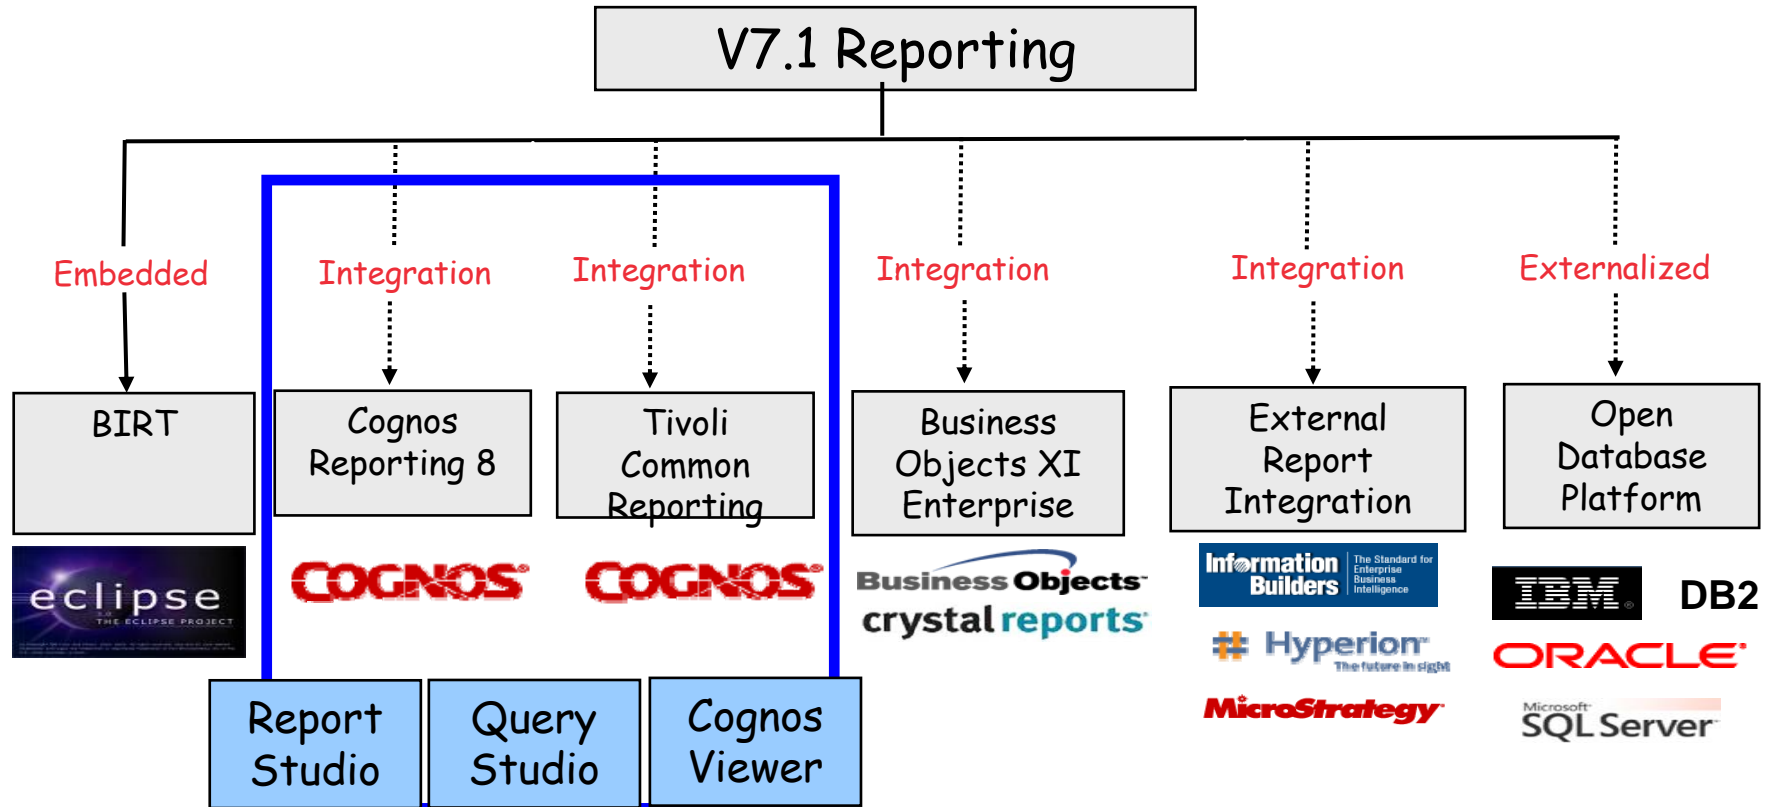 V7.1 Reporting
Embedded
Integration
Integration
Integration
Integration
Externalized
BIRT
Cognos
Reporting 8
Tivoli
Common
Reporting
Business
Objects XI
Enterprise
External
Report
Integration
Open
Database
Platform
eclipse
THE ECLIPSE PROJECT
COGNOS
COGNOS
Business Objects
crystal reports
Information
Builders
The Standard for
Enterprise
Business
Intelligence
Hyperion
The future in sight
MicroStrategy
IBM
DB2
ORACLE
Microsoft
SQL Server
Report
Studio
Query
Studio
Cognos
Viewer